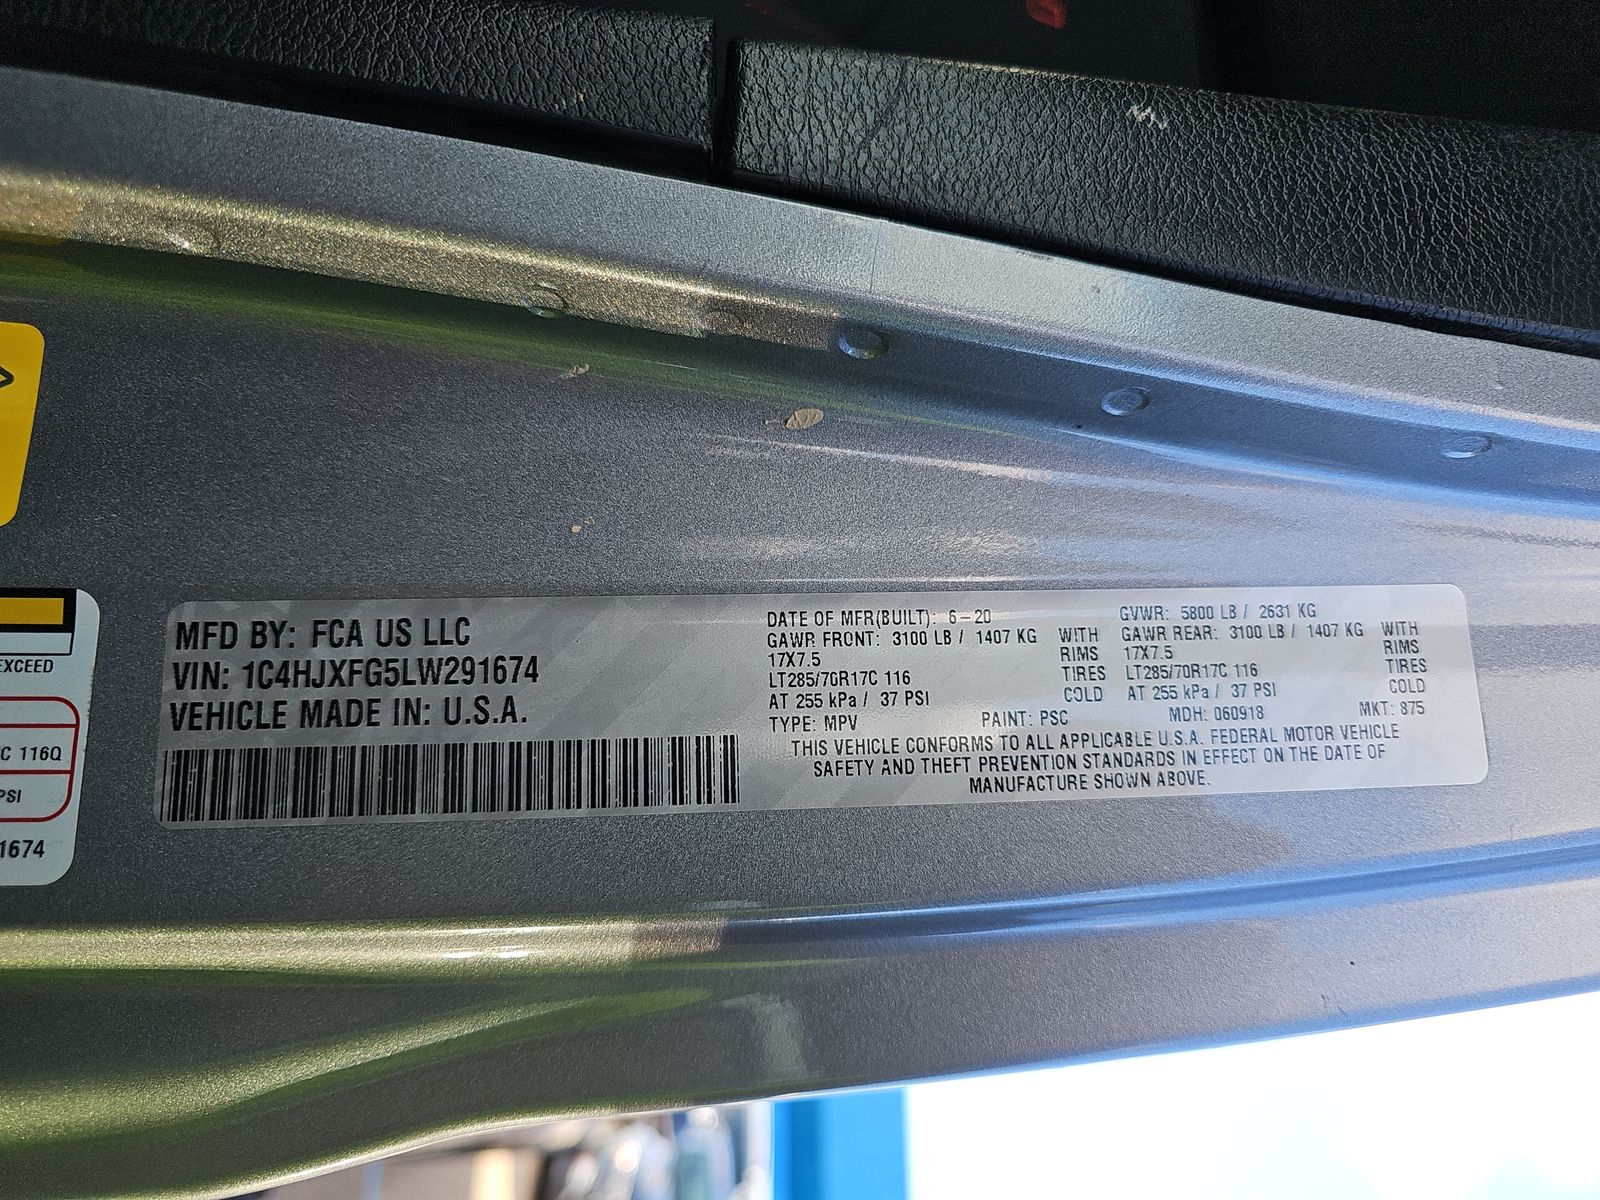 MFD BY: FCA US LLC
VIN: 1C4HJXFG5LW291674
VEHICLE MADE IN: U.S.A.
DATE OF MFR(BUILT): 6-20
GAWR FRONT: 3100 LB / 1407 KG WITH
17X7.5 RIMS
LT285/70R17C 116 TIRES
AT 255 kPa / 37 PSI COLD
TYPE: MPV PAINT: PSC
GVWR: 5800 LB / 2631 KG
GAWR REAR: 3100 LB / 1407 KG WITH
17X7.5 RIMS
LT285/70R17C 116 TIRES
AT 255 kPa / 37 PSI COLD
MDH: 060918 MKT: 875
THIS VEHICLE CONFORMS TO ALL APPLICABLE U.S.A. FEDERAL MOTOR VEHICLE
SAFETY AND THEFT PREVENTION STANDARDS IN EFFECT ON THE DATE OF
MANUFACTURE SHOWN ABOVE.
EXCEED
C 116Q
PSI
1674